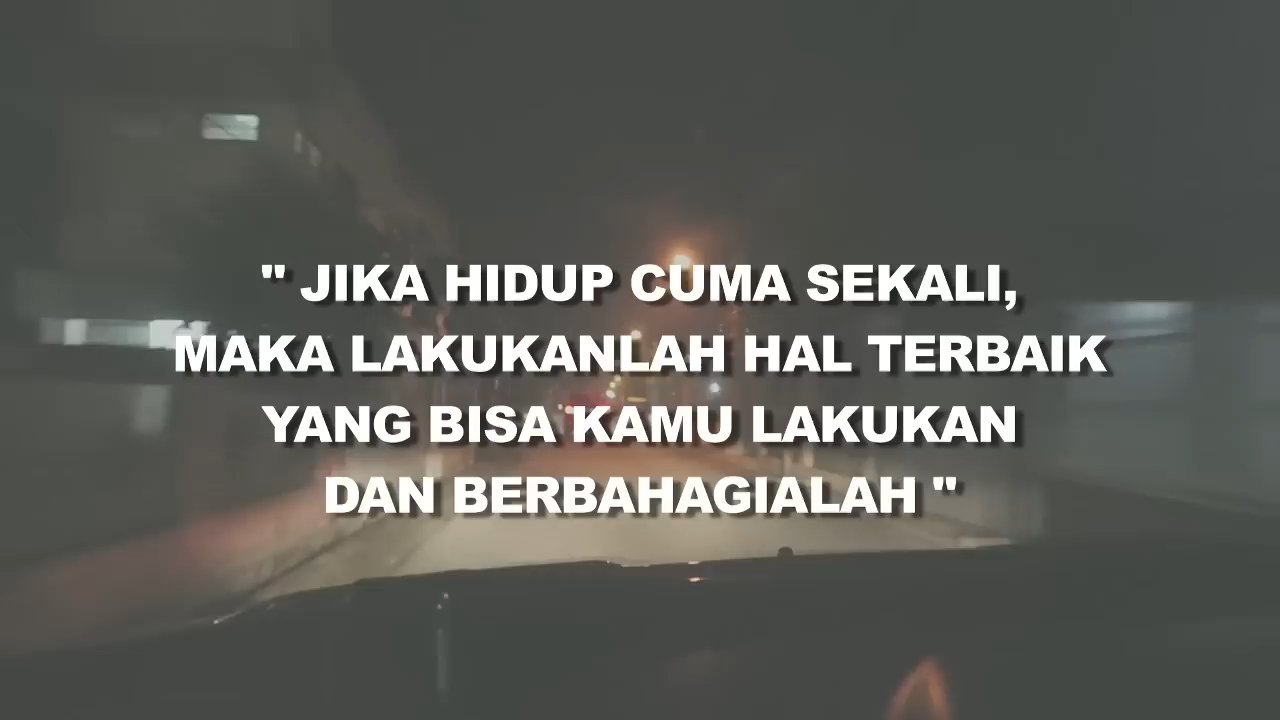 " JIKA HIDUP CUMA SEKALI,
MAKA LAKUKANLAH HAL TERBAIK
YANG BISA KAMU LAKUKAN
DAN BERBAHAGIALAH "